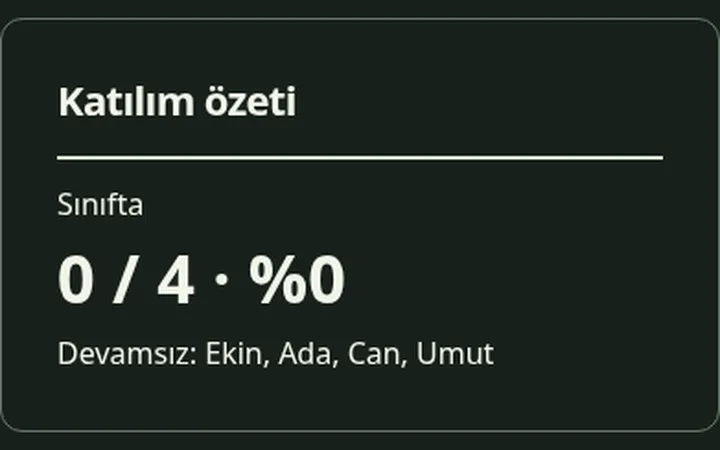 Katılım özeti
Sınıfta
0 / 4 · %0
Devamsız: Ekin, Ada, Can, Umut